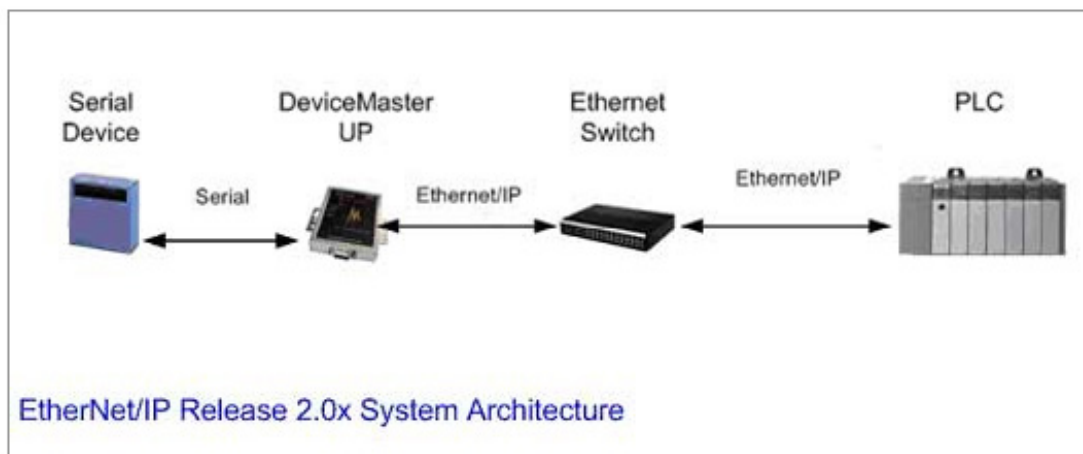 Serial
Device
DeviceMaster
UP
Ethernet
Switch
PLC
Serial
Ethernet/IP
Ethernet/IP
EtherNet/IP Release 2.0x System Architecture